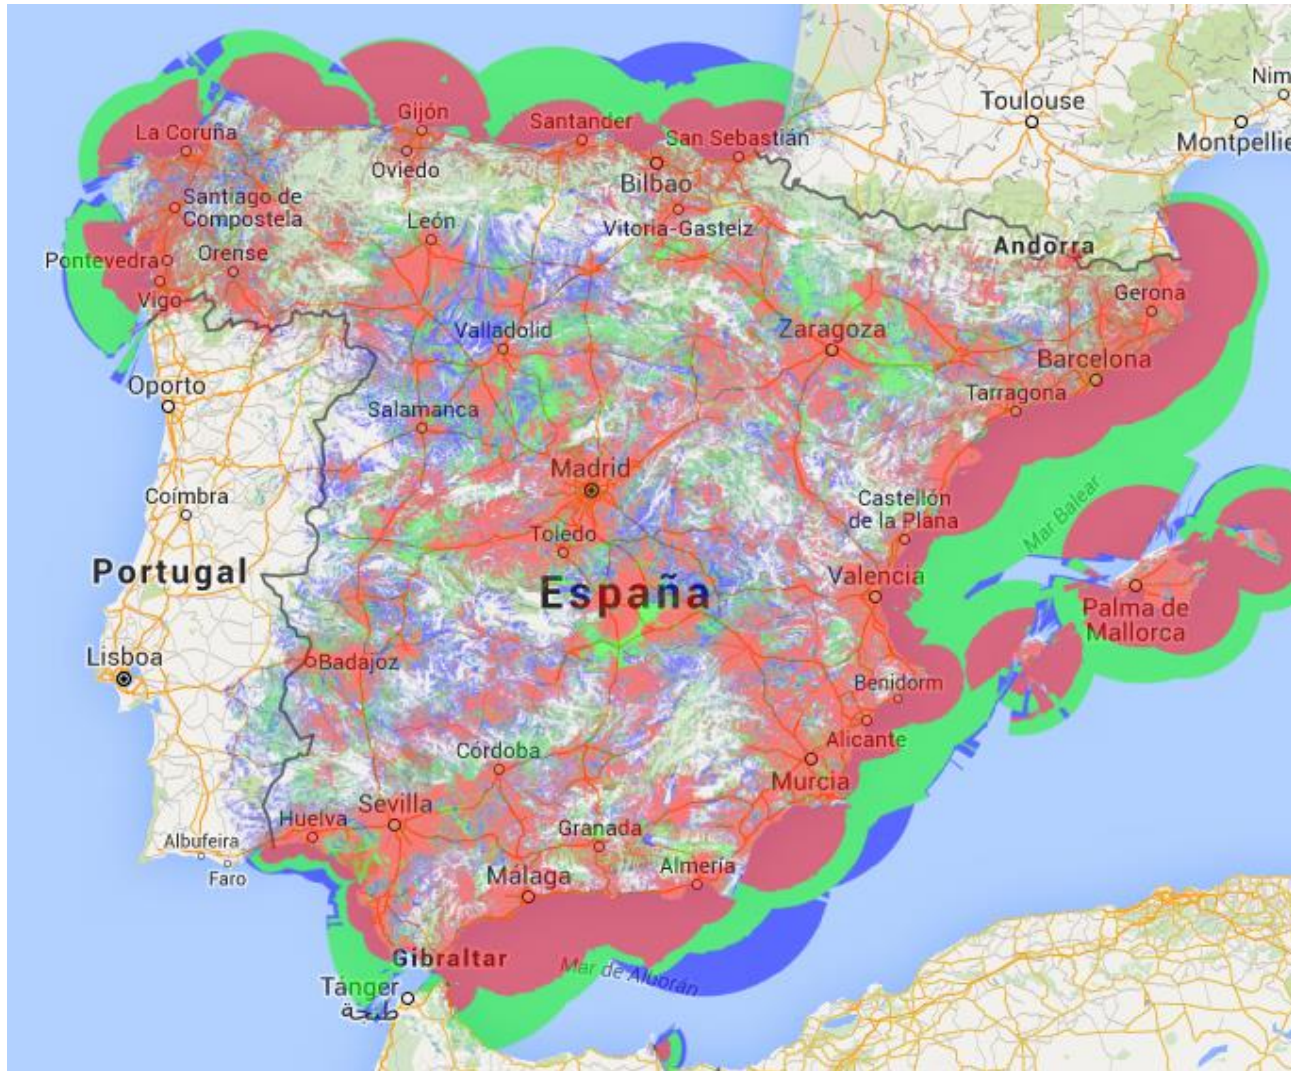 Nim
Toulouse
Montpellie
La Coruña
Gijón
Santander
San Sebastián
Oviedo
Bilbao
Santiago de
Compostela
León
Vitoria-Gasteiz
Pontevedra
Orense
Andorra
Vigo
Gerona
Valladolid
Zaragoza
Barcelona
Oporto
Tarragona
Salamanca
Madrid
Coímbra
Castellón
de la Plana
Mar Balear
Toledo
Portugal
España
Valencia
Palma de
Mallorca
Lisboa
Badajoz
Benidorm
Alicante
Córdoba
Murcia
Sevilla
Huelva
Granada
Albufeira
Faro
Málaga
Almería
Gibraltar
Mar de Alborán
Tánger
طنجة